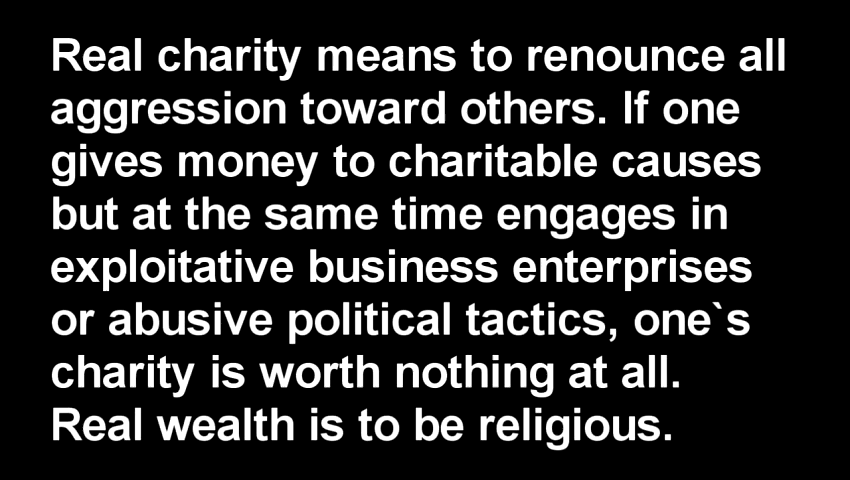 Real charity means to renounce all
aggression toward others. If one
gives money to charitable causes
but at the same time engages in
exploitative business enterprises
or abusive political tactics, one`s
charity is worth nothing at all.
Real wealth is to be religious.